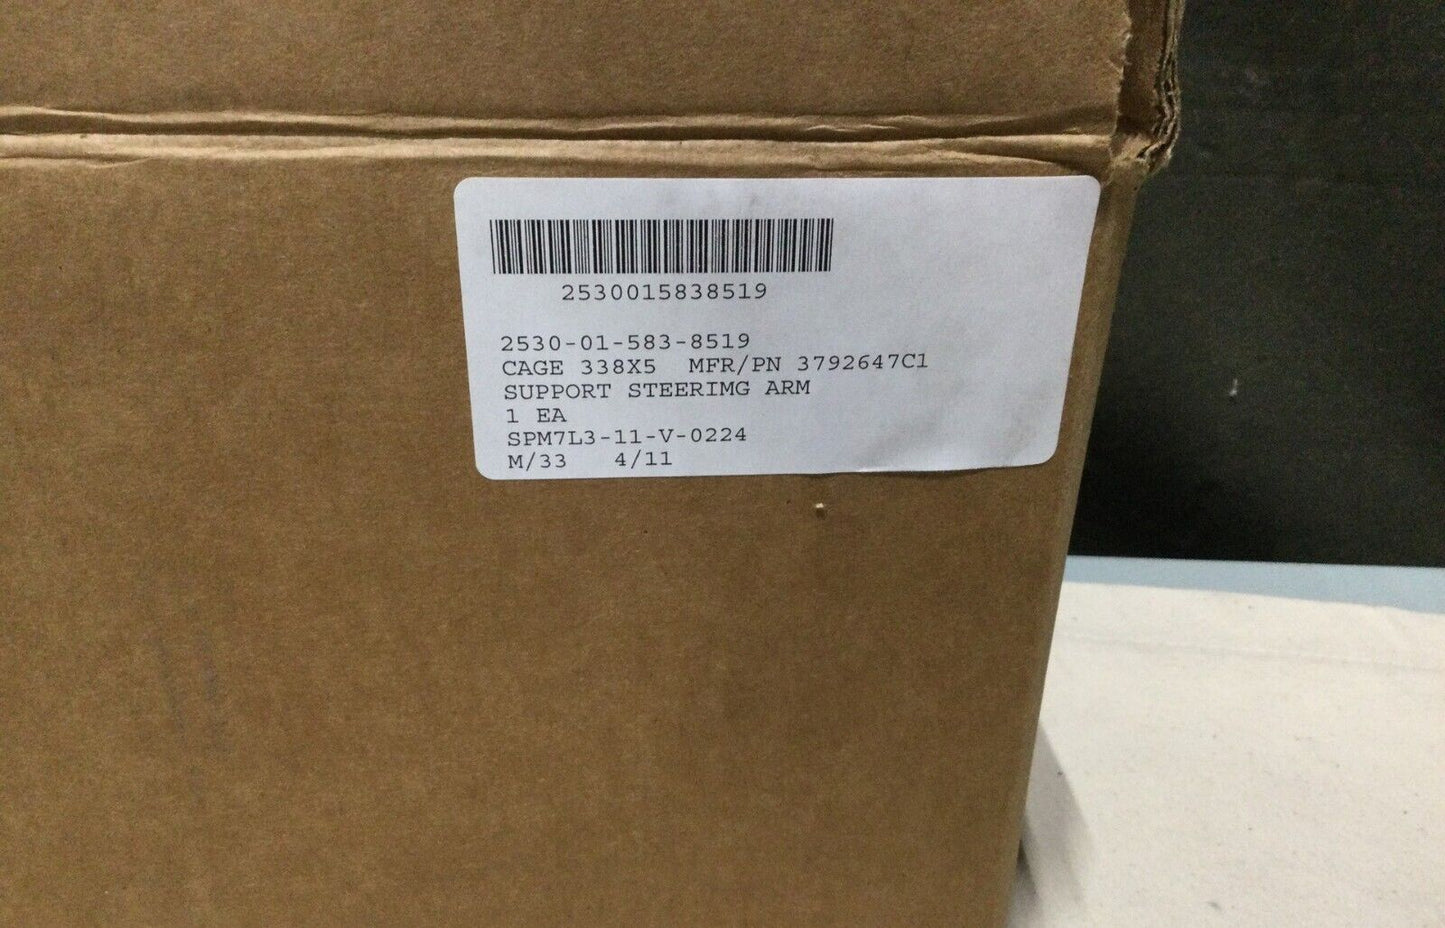 2530015838519
2530-01-583-8519
CAGE 338X5 MFR/PN 3792647C1
SUPPORT STEERIMG ARM
1 EA
SPM7L3-11-V-0224
M/33 4/11